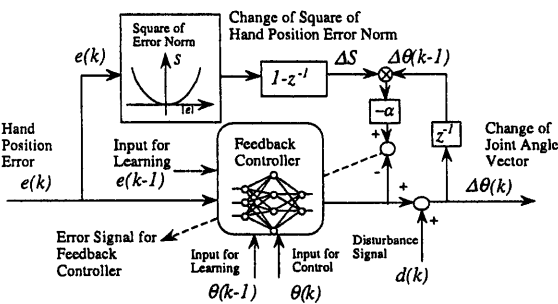 Square of
Error Norm
S
|e|
Change of Square of
Hand Position Error Norm
e(k)
1-z⁻¹
ΔS
Δθ(k-1)
-α
z⁻¹
Hand
Position
Error
e(k)
Input for
Learning
e(k-1)
Feedback
Controller
+
-
+
+
Change of
Joint Angle
Vector
Δθ(k)
Error Signal for
Feedback
Controller
Input for
Learning
θ(k-1)
Input for
Control
θ(k)
Disturbance
Signal
d(k)